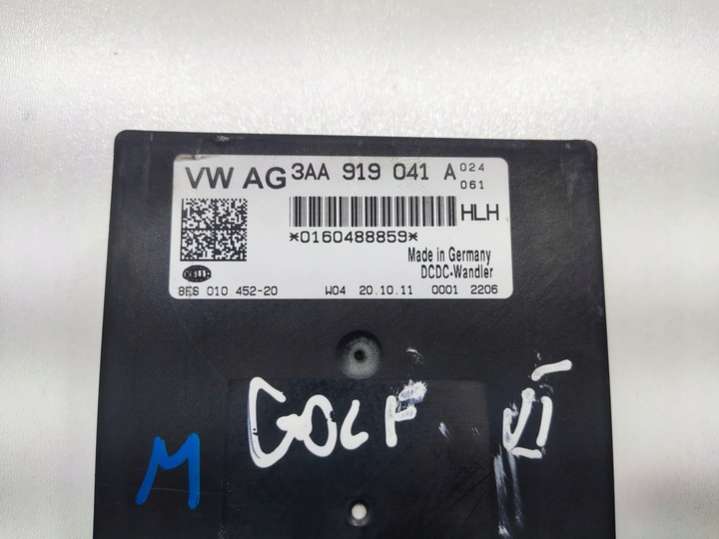 VW AG 3AA 919 041 A 024
061
HLH
*0160488859*
Made in Germany
DCDC-Wandler
8ES 010 452-20 W04 20.10.11 0001 2206
GOLF VI
M